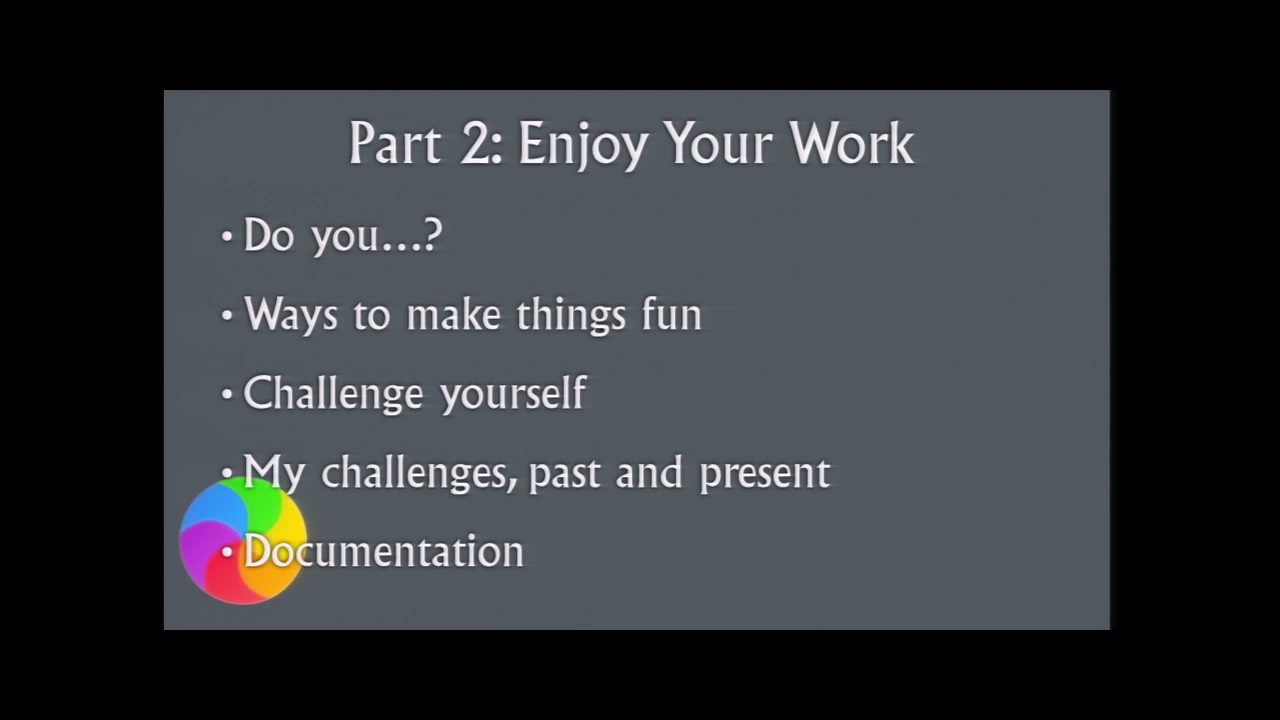 Part 2: Enjoy Your Work
• Do you...?
• Ways to make things fun
• Challenge yourself
• My challenges, past and present
• Documentation